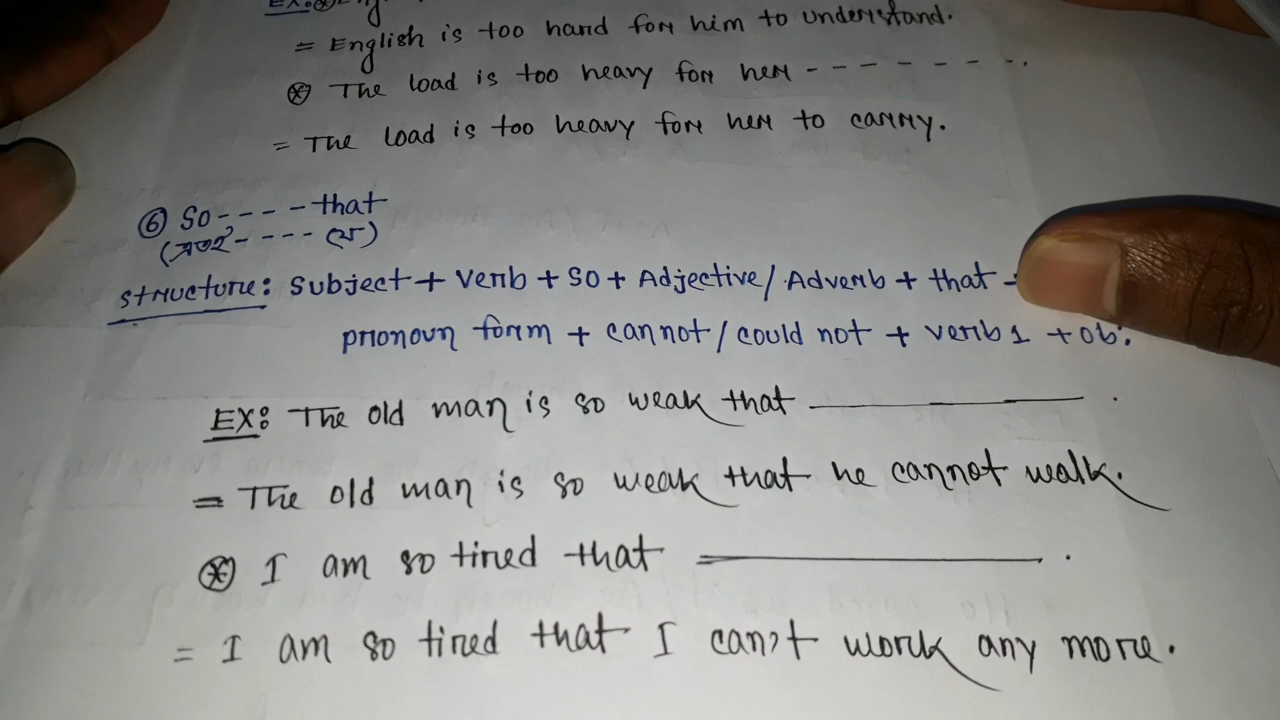 EX:⊛ Eng
= English is too hard for him to understand.
⊛ The load is too heavy for her - - - - - - - -.
= The load is too heavy for her to carry.
⑥ So - - - - - that
(এতই - - - - যে)
Structure: Subject + Verb + so + Adjective/Adverb + that
pronoun form + cannot/could not + verb 1 + ob:
EX: The old man is so weak that ________ .
= The old man is so weak that he cannot walk.
⊛ I am so tired that ________ .
= I am so tired that I can't work any more.